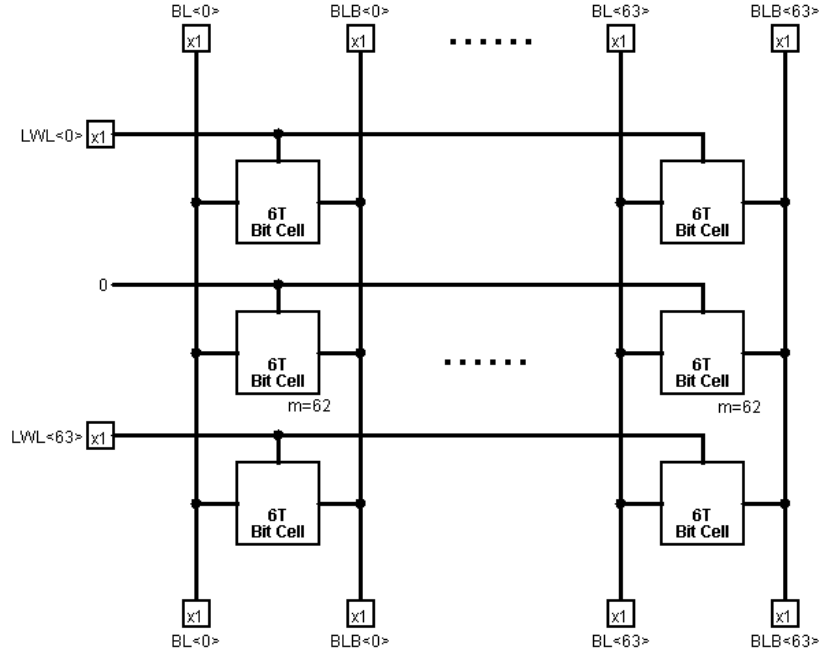 BL<0> BLB<0> BL<63> BLB<63>
x1 x1 x1 x1
LWL<0> x1
6T 6T
Bit Cell Bit Cell
0
6T 6T
Bit Cell Bit Cell
m=62 m=62
LWL<63> x1
6T 6T
Bit Cell Bit Cell
x1 x1 x1 x1
BL<0> BLB<0> BL<63> BLB<63>